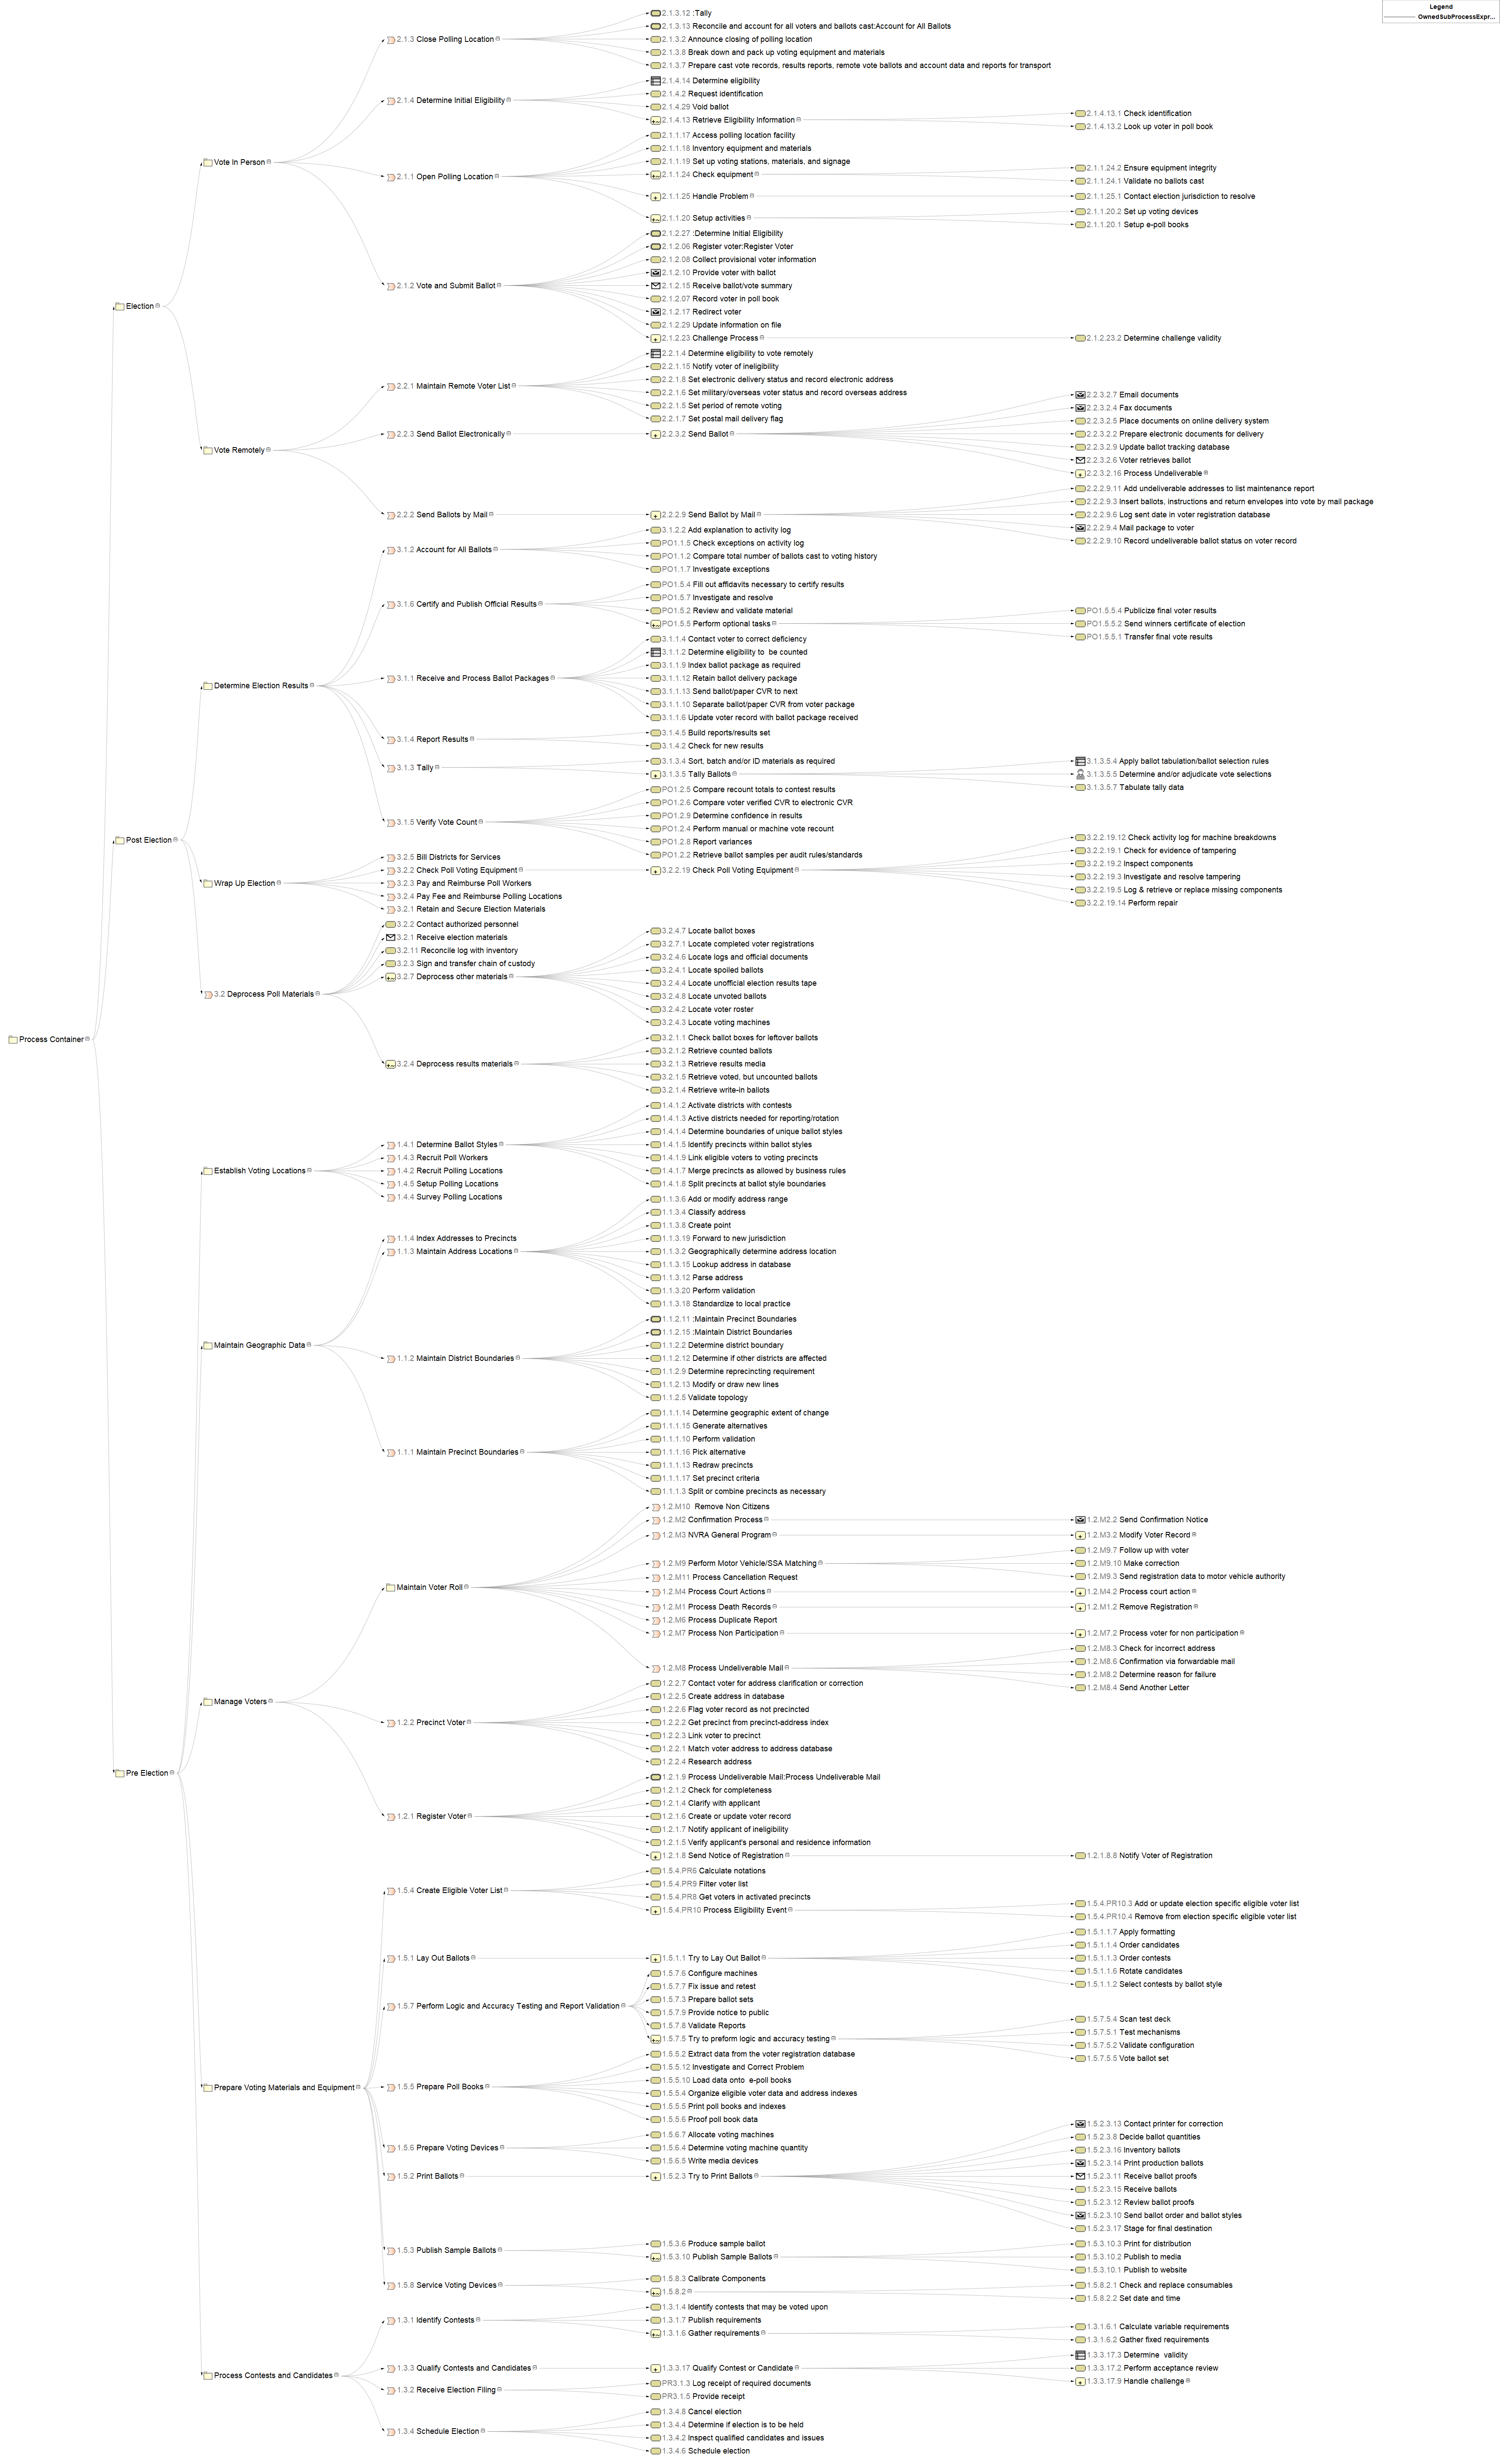 Legend
OwnedSubProcessExpr...
2.1.3.12 :Tally
2.1.3.13 Reconcile and account for all voters and ballots cast:Account for All Ballots
2.1.3 Close Polling Location
2.1.3.2 Announce closing of polling location
2.1.3.8 Break down and pack up voting equipment and materials
2.1.3.7 Prepare cast vote records, results reports, remote vote ballots and account data and reports for transport
2.1.4.14 Determine eligibility
2.1.4.2 Request identification
2.1.4 Determine Initial Eligibility
2.1.4.29 Void ballot
2.1.4.13 Retrieve Eligibility Information
2.1.4.13.1 Check identification
2.1.4.13.2 Look up voter in poll book
2.1.1.17 Access polling location facility
2.1.1.18 Inventory equipment and materials
Vote In Person
2.1.1.19 Set up voting stations, materials, and signage
2.1.1 Open Polling Location
2.1.1.24 Check equipment
2.1.1.24.2 Ensure equipment integrity
2.1.1.24.1 Validate no ballots cast
2.1.1.25 Handle Problem
2.1.1.25.1 Contact election jurisdiction to resolve
2.1.1.20 Setup activities
2.1.1.20.2 Set up voting devices
2.1.1.20.1 Setup e-poll books
2.1.2.27 :Determine Initial Eligibility
2.1.2.06 Register voter:Register Voter
2.1.2.08 Collect provisional voter information
2.1.2.10 Provide voter with ballot
2.1.2 Vote and Submit Ballot
2.1.2.15 Receive ballot/vote summary
2.1.2.07 Record voter in poll book
Election
2.1.2.17 Redirect voter
2.1.2.29 Update information on file
2.1.2.23 Challenge Process
2.1.2.23.2 Determine challenge validity
2.2.1.4 Determine eligibility to vote remotely
2.2.1.15 Notify voter of ineligibility
2.2.1.8 Set electronic delivery status and record electronic address
2.2.1 Maintain Remote Voter List
2.2.1.6 Set military/overseas voter status and record overseas address
2.2.1.5 Set period of remote voting
2.2.1.7 Set postal mail delivery flag
2.2.3 Send Ballot Electronically
2.2.3.2 Send Ballot
2.2.3.2.7 Email documents
2.2.3.2.4 Fax documents
2.2.3.2.5 Place documents on online delivery system
2.2.3.2.2 Prepare electronic documents for delivery
2.2.3.2.9 Update ballot tracking database
2.2.3.2.6 Voter retrieves ballot
2.2.3.2.16 Process Undeliverable
Vote Remotely
2.2.2 Send Ballots by Mail
2.2.2.9 Send Ballot by Mail
2.2.2.9.11 Add undeliverable addresses to list maintenance report
2.2.2.9.3 Insert ballots, instructions and return envelopes into vote by mail package
2.2.2.9.6 Log sent date in voter registration database
2.2.2.9.4 Mail package to voter
2.2.2.9.10 Record undeliverable ballot status on voter record
3.1.2 Account for All Ballots
3.1.2.2 Add explanation to activity log
PO1.1.5 Check exceptions on activity log
PO1.1.2 Compare total number of ballots cast to voting history
PO1.1.7 Investigate exceptions
3.1.6 Certify and Publish Official Results
PO1.5.4 Fill out affidavits necessary to certify results
PO1.5.7 Investigate and resolve
PO1.5.2 Review and validate material
PO1.5.5 Perform optional tasks
PO1.5.5.4 Publicize final voter results
PO1.5.5.2 Send winners certificate of election
PO1.5.5.1 Transfer final vote results
3.1.1.4 Contact voter to correct deficiency
3.1.1.2 Determine eligibility to  be counted
3.1.1.9 Index ballot package as required
3.1.1 Receive and Process Ballot Packages
3.1.1.12 Retain ballot delivery package
Determine Election Results
3.1.1.13 Send ballot/paper CVR to next
3.1.1.10 Separate ballot/paper CVR from voter package
3.1.1.6 Update voter record with ballot package received
3.1.4 Report Results
3.1.4.5 Build reports/results set
3.1.4.2 Check for new results
3.1.3 Tally
3.1.3.4 Sort, batch and/or ID materials as required
3.1.3.5 Tally Ballots
3.1.3.5.4 Apply ballot tabulation/ballot selection rules
3.1.3.5.5 Determine and/or adjudicate vote selections
3.1.3.5.7 Tabulate tally data
PO1.2.5 Compare recount totals to contest results
PO1.2.6 Compare voter verified CVR to electronic CVR
PO1.2.9 Determine confidence in results
3.1.5 Verify Vote Count
PO1.2.4 Perform manual or machine vote recount
PO1.2.8 Report variances
PO1.2.2 Retrieve ballot samples per audit rules/standards
Post Election
3.2.5 Bill Districts for Services
3.2.2 Check Poll Voting Equipment
3.2.2.19 Check Poll Voting Equipment
3.2.2.19.12 Check activity log for machine breakdowns
3.2.2.19.1 Check for evidence of tampering
3.2.2.19.2 Inspect components
3.2.2.19.3 Investigate and resolve tampering
3.2.2.19.5 Log & retrieve or replace missing components
3.2.2.19.14 Perform repair
Wrap Up Election
3.2.3 Pay and Reimburse Poll Workers
3.2.4 Pay Fee and Reimburse Polling Locations
3.2.1 Retain and Secure Election Materials
3.2.2 Contact authorized personnel
3.2.1 Receive election materials
3.2.11 Reconcile log with inventory
3.2.3 Sign and transfer chain of custody
3.2.7 Deprocess other materials
3.2.4.7 Locate ballot boxes
3.2.7.1 Locate completed voter registrations
3.2.4.6 Locate logs and official documents
3.2.4.1 Locate spoiled ballots
3.2.4.4 Locate unofficial election results tape
3.2.4.8 Locate unvoted ballots
3.2.4.2 Locate voter roster
3.2.4.3 Locate voting machines
3.2 Deprocess Poll Materials
Process Container
3.2.4 Deprocess results materials
3.2.1.1 Check ballot boxes for leftover ballots
3.2.1.2 Retrieve counted ballots
3.2.1.3 Retrieve results media
3.2.1.5 Retrieve voted, but uncounted ballots
3.2.1.4 Retrieve write-in ballots
1.4.1.2 Activate districts with contests
1.4.1.3 Active districts needed for reporting/rotation
1.4.1.4 Determine boundaries of unique ballot styles
1.4.1 Determine Ballot Styles
1.4.1.5 Identify precincts within ballot styles
1.4.3 Recruit Poll Workers
1.4.1.9 Link eligible voters to voting precincts
Establish Voting Locations
1.4.2 Recruit Polling Locations
1.4.1.7 Merge precincts as allowed by business rules
1.4.5 Setup Polling Locations
1.4.1.8 Split precincts at ballot style boundaries
1.4.4 Survey Polling Locations
1.1.3.6 Add or modify address range
1.1.3.4 Classify address
1.1.3.8 Create point
1.1.4 Index Addresses to Precincts
1.1.3.19 Forward to new jurisdiction
1.1.3 Maintain Address Locations
1.1.3.2 Geographically determine address location
1.1.3.15 Lookup address in database
1.1.3.12 Parse address
1.1.3.20 Perform validation
1.1.3.18 Standardize to local practice
Maintain Geographic Data
1.1.2.11 :Maintain Precinct Boundaries
1.1.2.15 :Maintain District Boundaries
1.1.2.2 Determine district boundary
1.1.2 Maintain District Boundaries
1.1.2.12 Determine if other districts are affected
1.1.2.9 Determine reprecincting requirement
1.1.2.13 Modify or draw new lines
1.1.2.5 Validate topology
1.1.1.14 Determine geographic extent of change
1.1.1.15 Generate alternatives
1.1.1.10 Perform validation
1.1.1 Maintain Precinct Boundaries
1.1.1.16 Pick alternative
1.1.1.13 Redraw precincts
1.1.1.17 Set precinct criteria
1.1.1.3 Split or combine precincts as necessary
1.2.M10  Remove Non Citizens
1.2.M2 Confirmation Process
1.2.M2.2 Send Confirmation Notice
1.2.M3 NVRA General Program
1.2.M3.2 Modify Voter Record
1.2.M9 Perform Motor Vehicle/SSA Matching
1.2.M9.7 Follow up with voter
1.2.M9.10 Make correction
1.2.M9.3 Send registration data to motor vehicle authority
1.2.M11 Process Cancellation Request
Maintain Voter Roll
1.2.M4 Process Court Actions
1.2.M4.2 Process court action
1.2.M1 Process Death Records
1.2.M1.2 Remove Registration
1.2.M6 Process Duplicate Report
1.2.M7 Process Non Participation
1.2.M7.2 Process voter for non participation
1.2.M8 Process Undeliverable Mail
1.2.M8.3 Check for incorrect address
1.2.M8.6 Confirmation via forwardable mail
1.2.M8.2 Determine reason for failure
1.2.M8.4 Send Another Letter
Manage Voters
1.2.2.7 Contact voter for address clarification or correction
1.2.2.5 Create address in database
1.2.2.6 Flag voter record as not precincted
1.2.2 Precinct Voter
1.2.2.2 Get precinct from precinct-address index
1.2.2.3 Link voter to precinct
1.2.2.1 Match voter address to address database
1.2.2.4 Research address
Pre Election
1.2.1.9 Process Undeliverable Mail:Process Undeliverable Mail
1.2.1.2 Check for completeness
1.2.1.4 Clarify with applicant
1.2.1 Register Voter
1.2.1.6 Create or update voter record
1.2.1.7 Notify applicant of ineligibility
1.2.1.5 Verify applicant's personal and residence information
1.2.1.8 Send Notice of Registration
1.2.1.8.8 Notify Voter of Registration
1.5.4.PR6 Calculate notations
1.5.4.PR9 Filter voter list
1.5.4 Create Eligible Voter List
1.5.4.PR8 Get voters in activated precincts
1.5.4.PR10 Process Eligibility Event
1.5.4.PR10.3 Add or update election specific eligible voter list
1.5.4.PR10.4 Remove from election specific eligible voter list
1.5.1 Lay Out Ballots
1.5.1.1 Try to Lay Out Ballot
1.5.1.1.7 Apply formatting
1.5.1.1.4 Order candidates
1.5.1.1.3 Order contests
1.5.1.1.6 Rotate candidates
1.5.1.1.2 Select contests by ballot style
1.5.7.6 Configure machines
1.5.7.7 Fix issue and retest
1.5.7.3 Prepare ballot sets
1.5.7 Perform Logic and Accuracy Testing and Report Validation
1.5.7.9 Provide notice to public
1.5.7.8 Validate Reports
1.5.7.5 Try to preform logic and accuracy testing
1.5.7.5.4 Scan test deck
1.5.7.5.1 Test mechanisms
1.5.7.5.2 Validate configuration
1.5.7.5.5 Vote ballot set
1.5.5.2 Extract data from the voter registration database
1.5.5.12 Investigate and Correct Problem
1.5.5.10 Load data onto  e-poll books
Prepare Voting Materials and Equipment
1.5.5 Prepare Poll Books
1.5.5.4 Organize eligible voter data and address indexes
1.5.5.5 Print poll books and indexes
1.5.5.6 Proof poll book data
1.5.6.7 Allocate voting machines
1.5.6 Prepare Voting Devices
1.5.6.4 Determine voting machine quantity
1.5.6.5 Write media devices
1.5.2 Print Ballots
1.5.2.3 Try to Print Ballots
1.5.2.3.13 Contact printer for correction
1.5.2.3.8 Decide ballot quantities
1.5.2.3.16 Inventory ballots
1.5.2.3.14 Print production ballots
1.5.2.3.11 Receive ballot proofs
1.5.2.3.15 Receive ballots
1.5.2.3.12 Review ballot proofs
1.5.2.3.10 Send ballot order and ballot styles
1.5.2.3.17 Stage for final destination
1.5.3 Publish Sample Ballots
1.5.3.6 Produce sample ballot
1.5.3.10 Publish Sample Ballots
1.5.3.10.3 Print for distribution
1.5.3.10.2 Publish to media
1.5.3.10.1 Publish to website
1.5.8 Service Voting Devices
1.5.8.3 Calibrate Components
1.5.8.2
1.5.8.2.1 Check and replace consumables
1.5.8.2.2 Set date and time
1.3.1 Identify Contests
1.3.1.4 Identify contests that may be voted upon
1.3.1.7 Publish requirements
1.3.1.6 Gather requirements
1.3.1.6.1 Calculate variable requirements
1.3.1.6.2 Gather fixed requirements
Process Contests and Candidates
1.3.3 Qualify Contests and Candidates
1.3.3.17 Qualify Contest or Candidate
1.3.3.17.3 Determine  validity
1.3.3.17.2 Perform acceptance review
1.3.3.17.9 Handle challenge
1.3.2 Receive Election Filing
PR3.1.3 Log receipt of required documents
PR3.1.5 Provide receipt
1.3.4 Schedule Election
1.3.4.8 Cancel election
1.3.4.4 Determine if election is to be held
1.3.4.2 Inspect qualified candidates and issues
1.3.4.6 Schedule election